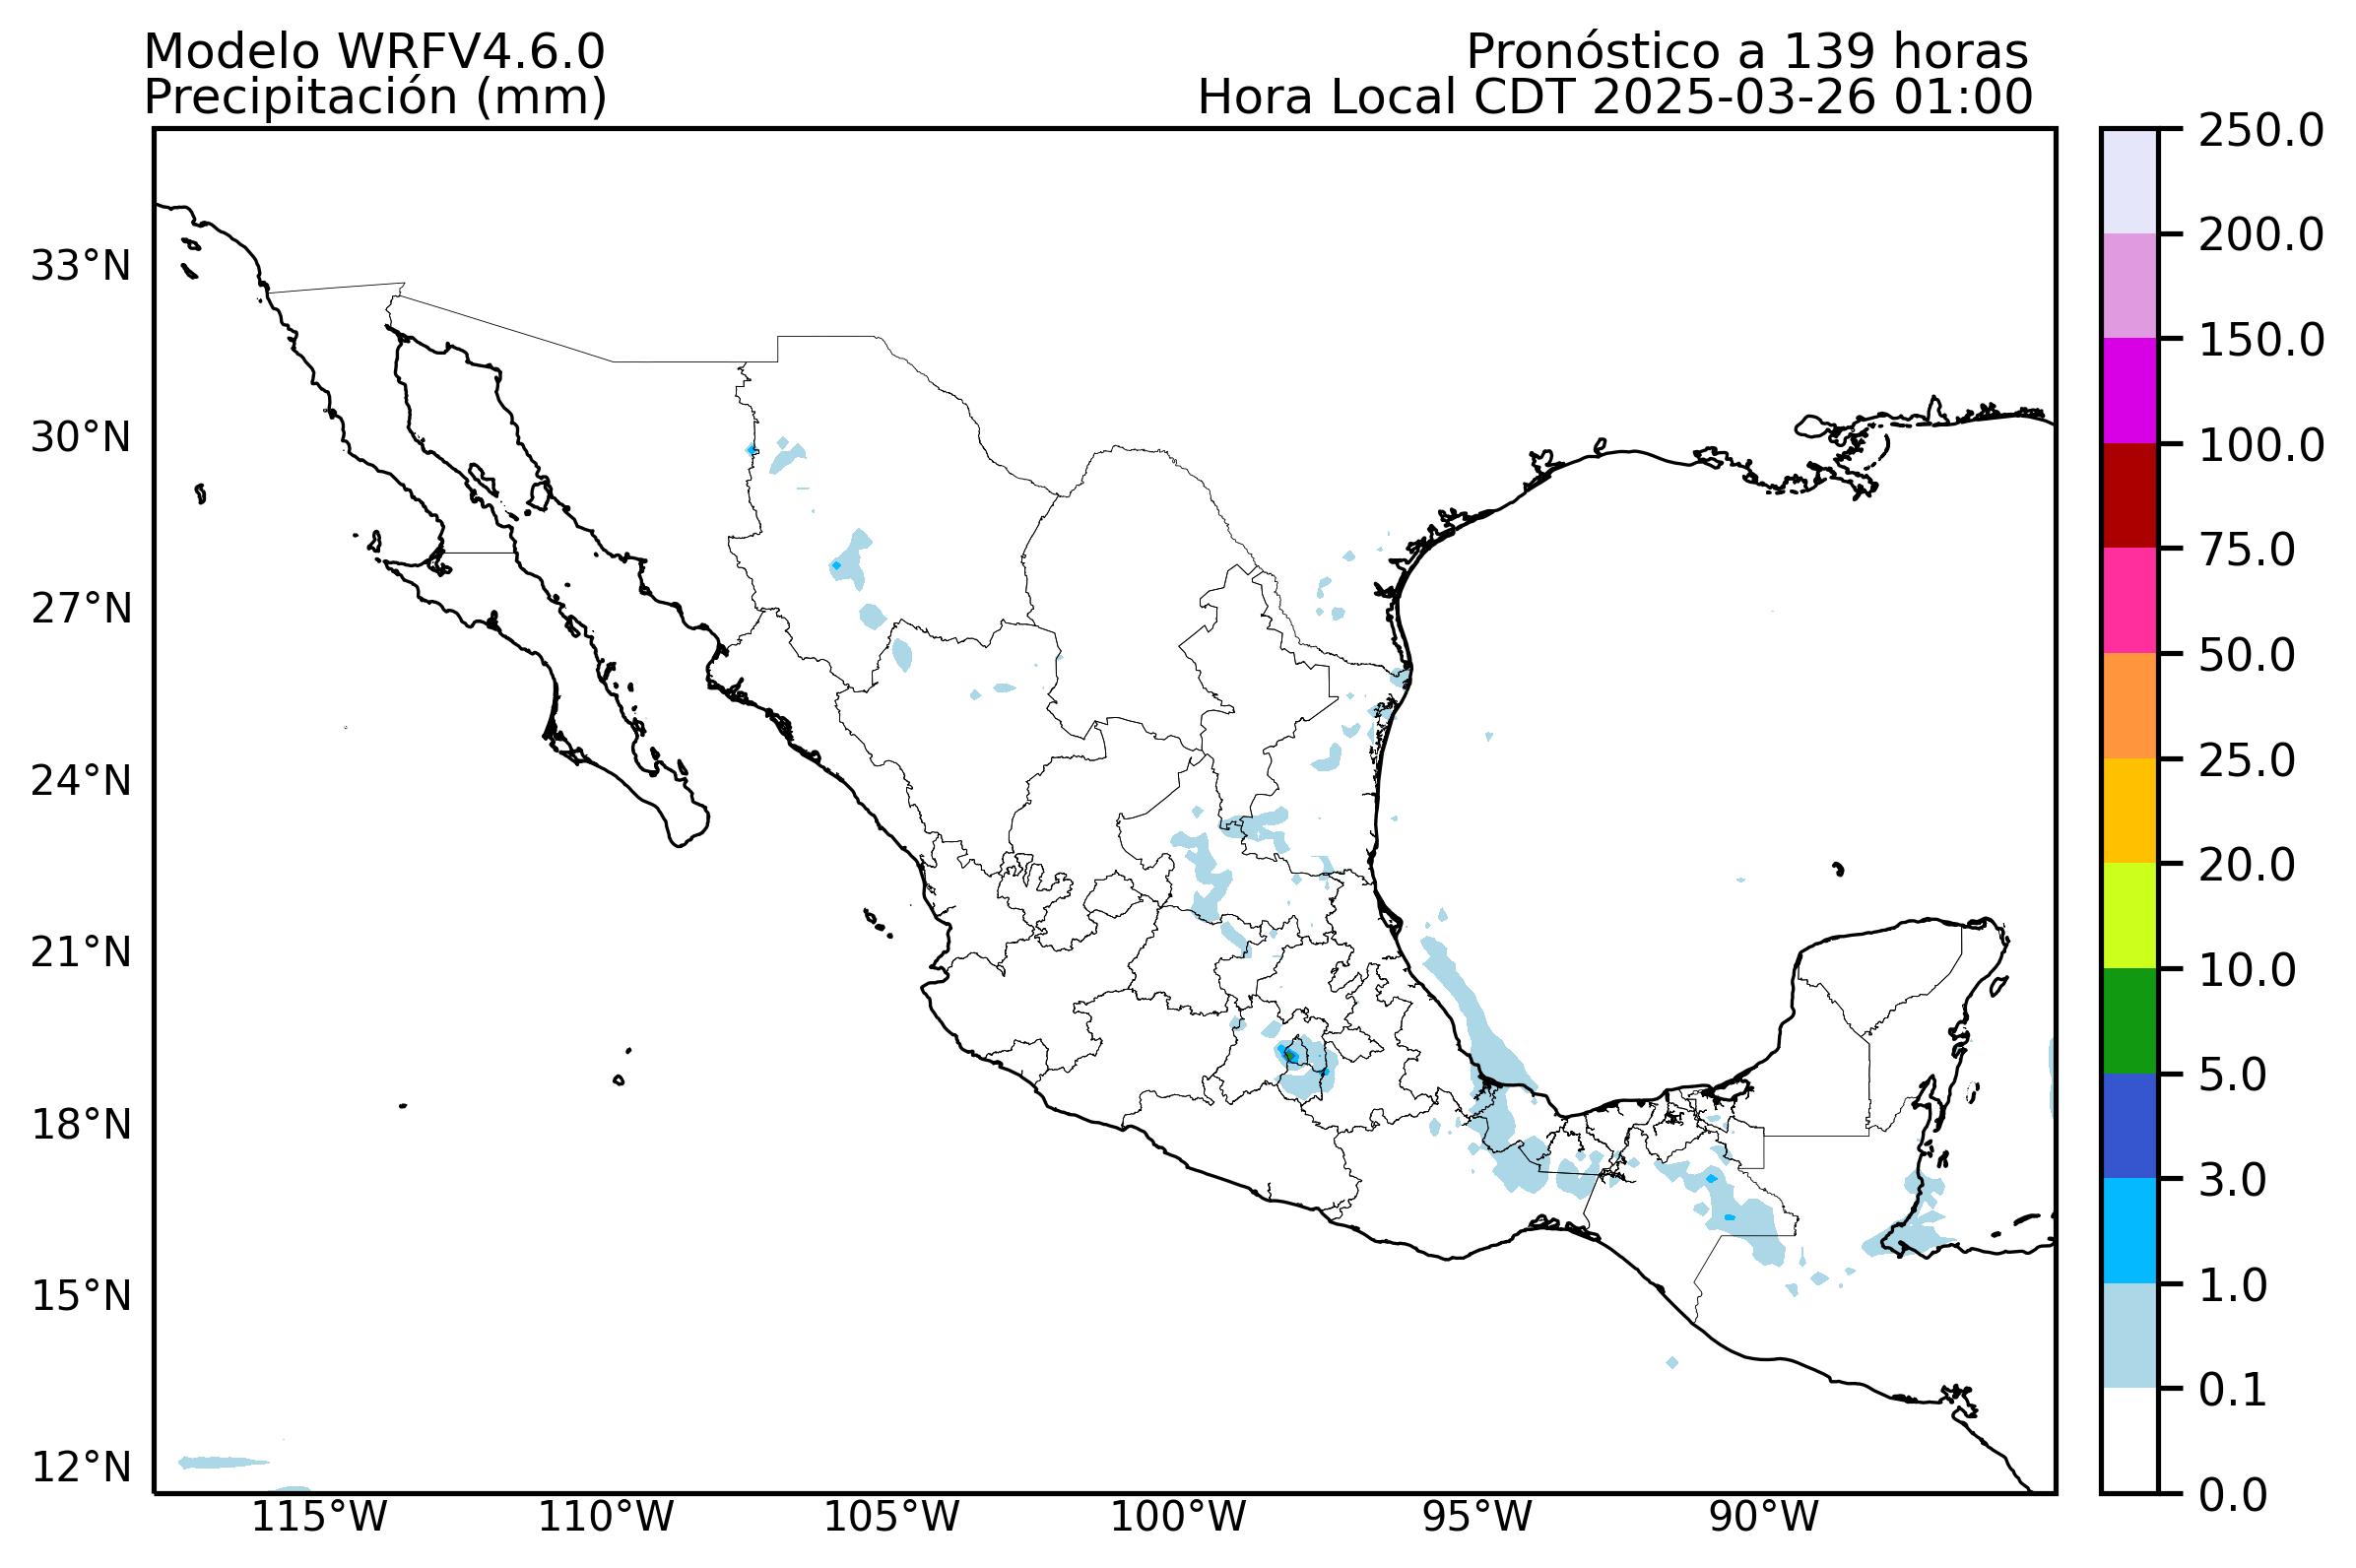 Modelo WRFV4.6.0
Precipitación (mm)
Pronóstico a 139 horas
Hora Local CDT 2025-03-26 01:00
33°N
30°N
27°N
24°N
21°N
18°N
15°N
12°N
115°W
110°W
105°W
100°W
95°W
90°W
250.0
200.0
150.0
100.0
75.0
50.0
25.0
20.0
10.0
5.0
3.0
1.0
0.1
0.0